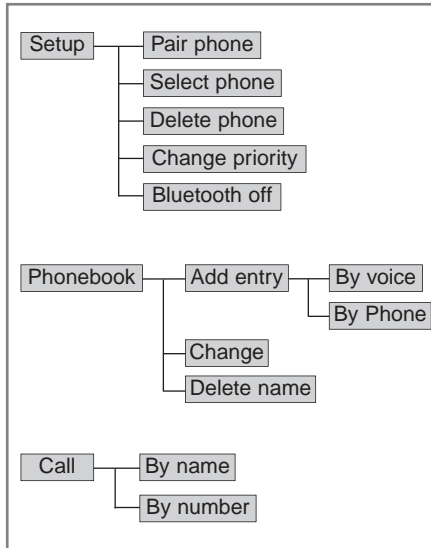 Setup
Pair phone
Select phone
Delete phone
Change priority
Bluetooth off
Phonebook
Add entry
By voice
By Phone
Change
Delete name
Call
By name
By number